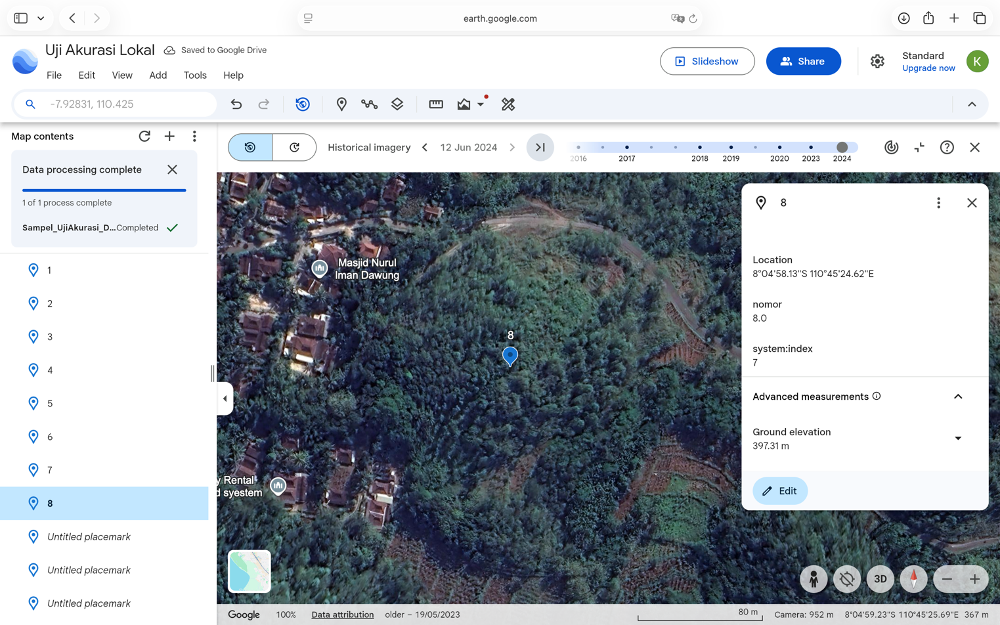 earth.google.com
Uji Akurasi Lokal
Saved to Google Drive
File Edit View Add Tools Help
Slideshow
Share
Standard
Upgrade now
K
-7.92831, 110.425
Map contents
Data processing complete
1 of 1 process complete
Sampel_UjiAkurasi_D...Completed
1
2
3
4
5
6
7
8
Untitled placemark
Untitled placemark
Untitled placemark
Historical imagery
12 Jun 2024
2016 2017 2018 2019 2020 2023 2024
Masjid Nurul
Iman Dawung
8
y Rental
d syestem
8
Location
8°04'58.13"S 110°45'24.62"E
nomor
8.0
system:index
7
Advanced measurements
Ground elevation
397.31 m
Edit
3D
Google
100%
Data attribution
older – 19/05/2023
80 m
Camera: 952 m
8°04'59.23"S 110°45'25.69"E
367 m